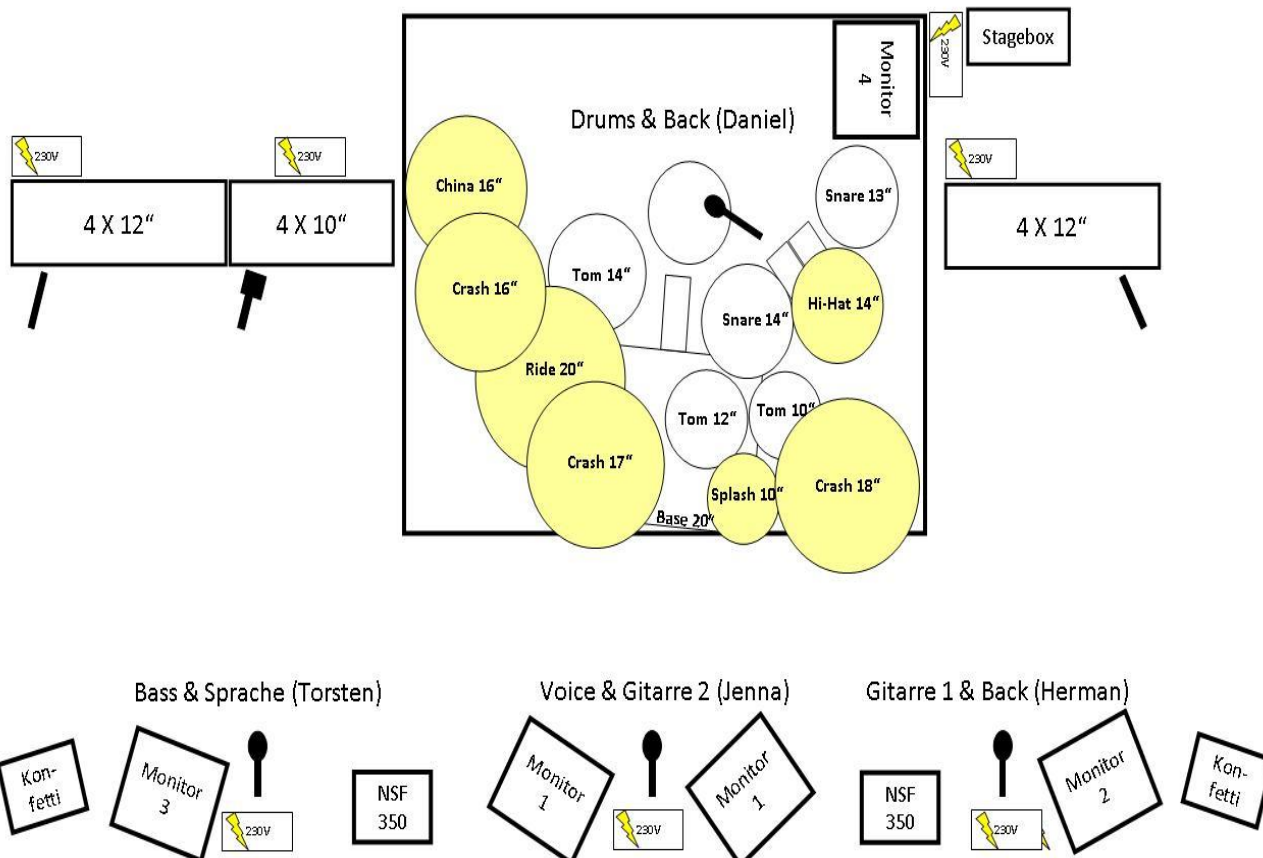 Monitor
4
230V
Stagebox
Drums & Back (Daniel)
230V
230V
230V
4 X 12“
4 X 10“
4 X 12“
China 16“
Snare 13“
Crash 16“
Tom 14“
Snare 14“
Hi-Hat 14“
Ride 20“
Tom 12“
Tom 10“
Crash 17“
Splash 10“
Crash 18“
Base 20“
Bass & Sprache (Torsten)
Voice & Gitarre 2 (Jenna)
Gitarre 1 & Back (Herman)
Kon-
fetti
Monitor
3
230V
NSF
350
Monitor
1
230V
Monitor
1
NSF
350
230V
Monitor
2
Kon-
fetti